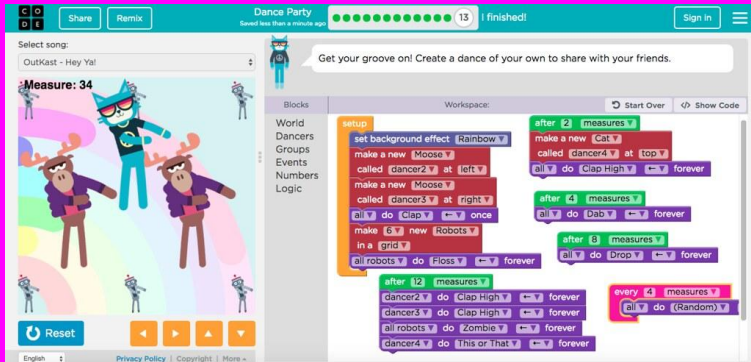 C O
D E
Share
Remix
Dance Party
Saved less than a minute ago
13
I finished!
Sign in
Select song:
OutKast - Hey Ya!
Get your groove on! Create a dance of your own to share with your friends.
Measure: 34
Blocks
Workspace:
Start Over
</> Show Code
World
Dancers
Groups
Events
Numbers
Logic
setup
set background effect Rainbow
make a new Moose
called dancer2 at left
make a new Moose
called dancer3 at right
all do Clap ← once
make 6 new Robots
in a grid
all robots do Floss ← forever
after 2 measures
make a new Cat
called dancer4 at top
all do Clap High ← forever
after 4 measures
all do Dab ← forever
after 8 measures
all do Drop ← forever
after 12 measures
dancer2 do Clap High ← forever
dancer3 do Clap High ← forever
all robots do Zombie ← forever
dancer4 do This or That ← forever
every 4 measures
all do (Random)
Reset
English
Privacy Policy | Copyright | More